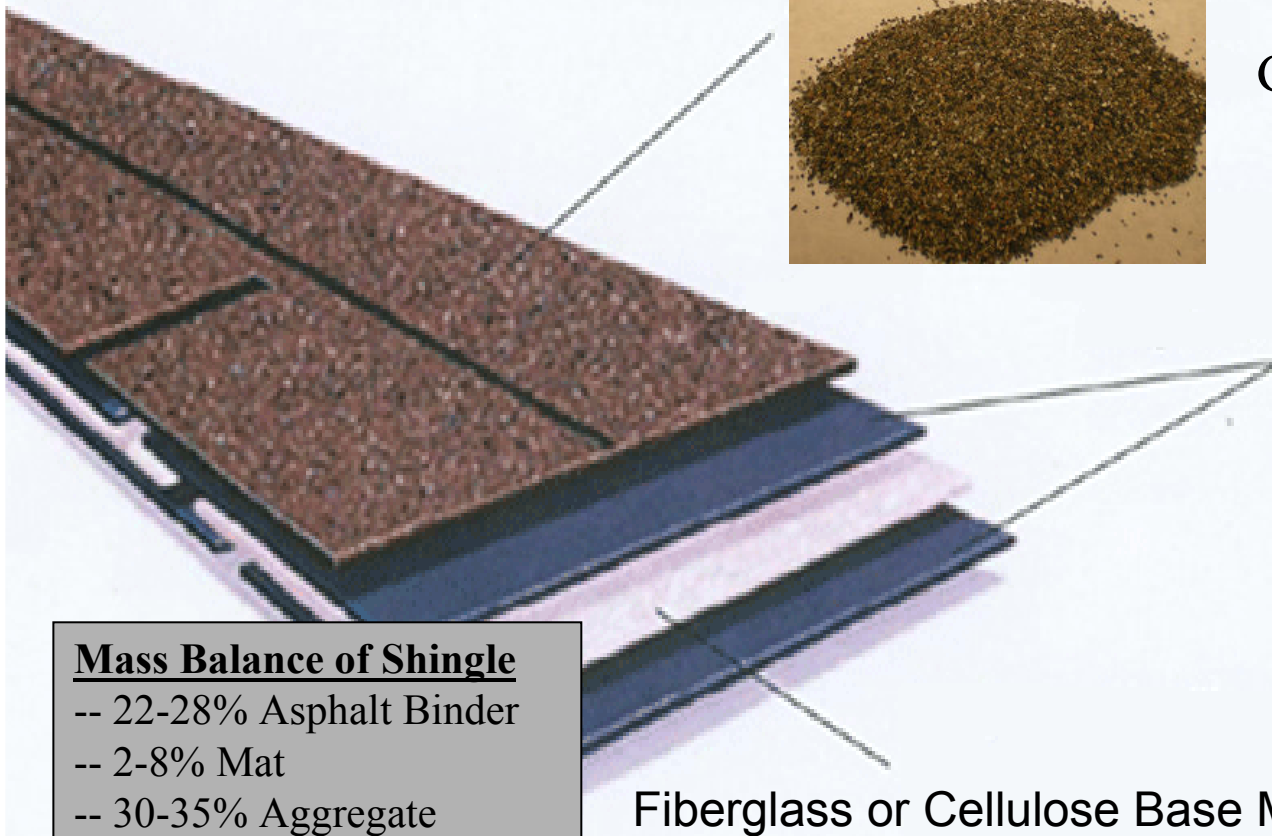 Mass Balance of Shingle
-- 22-28% Asphalt Binder
-- 2-8% Mat
-- 30-35% Aggregate
Fiberglass or Cellulose Base